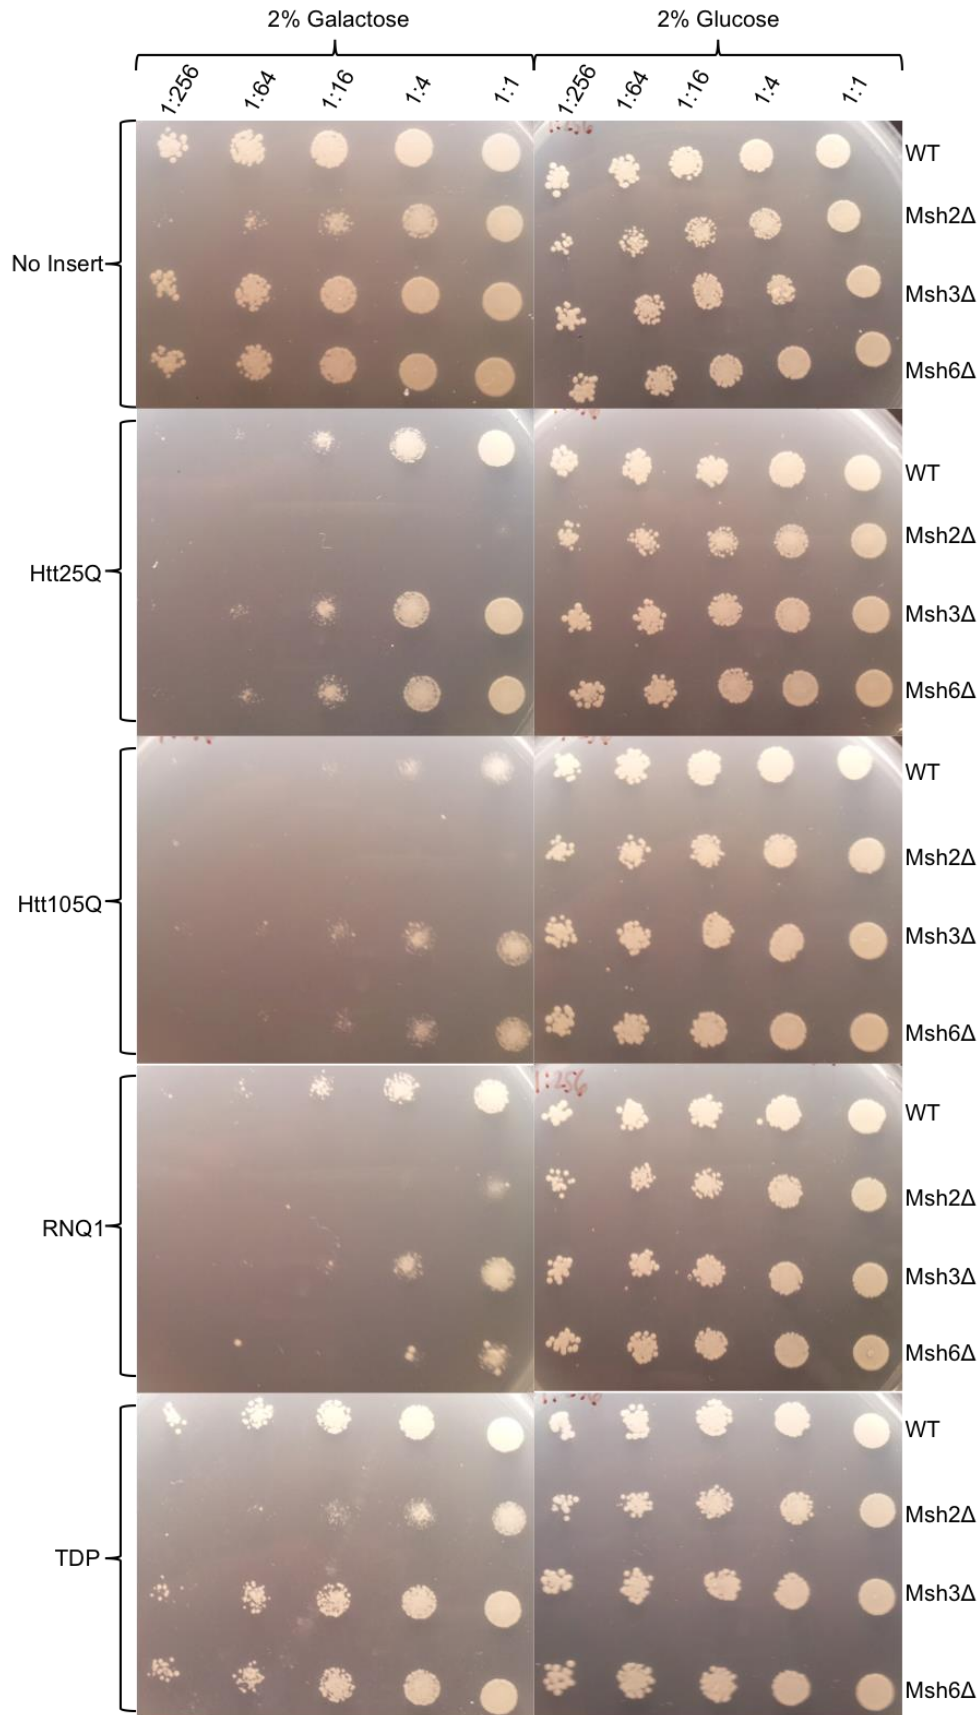 2% Galactose 2% Glucose
1:256 1:64 1:16 1:4 1:1 1:256 1:64 1:16 1:4 1:1
No Insert
WT
Msh2Δ
Msh3Δ
Msh6Δ
Htt25Q
WT
Msh2Δ
Msh3Δ
Msh6Δ
Htt105Q
WT
Msh2Δ
Msh3Δ
Msh6Δ
RNQ1
1:256
WT
Msh2Δ
Msh3Δ
Msh6Δ
TDP
WT
Msh2Δ
Msh3Δ
Msh6Δ